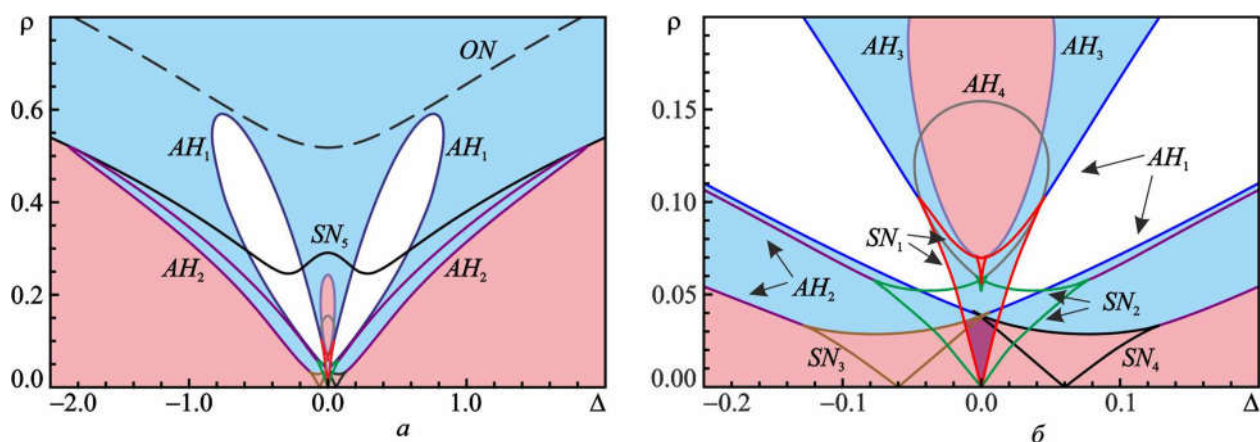 ρ
ON
0.6
AH₁
AH₁
0.4
SN₅
AH₂
AH₂
0.2
0.0
−2.0
−1.0
0.0
1.0
Δ
а
ρ
AH₃
AH₃
AH₄
0.15
AH₁
0.10
SN₁
AH₂
SN₂
0.05
SN₃
SN₄
0.00
−0.2
−0.1
0.0
0.1
Δ
б